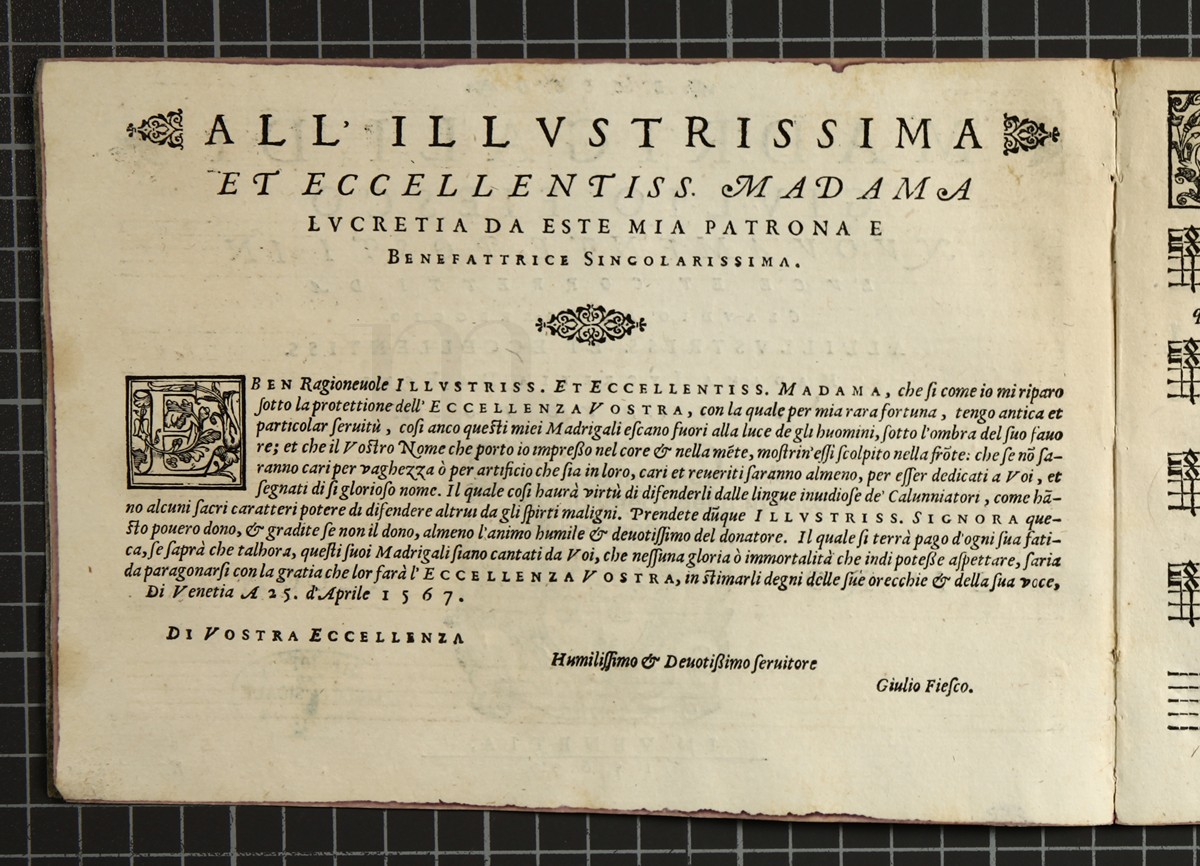 ALL' ILLVSTRISSIMA
ET ECCELLENTISS. MADAMA
LVCRETIA DA ESTE MIA PATRONA E
BENEFATTRICE SINGOLARISSIMA.
E BEN Ragioneuole ILLVSTRISS. ET ECCELLENTISS. MADAMA, che ſi come io mi riparo
ſotto la protettione dell' ECCELLENZA VOSTRA, con la quale per mia rara fortuna, tengo antica et
particolar ſeruitù, coſi anco queſti miei Madrigali eſcano fuori alla luce de gli huomini, ſotto l'ombra del ſuo fauo
re; et che il Voſtro Nome che porto io impreſſo nel core & nella mẽte, moſtrin'eſſi ſcolpito nella frõte: che ſe nõ ſa-
ranno cari per vaghezza ò per artificio che ſia in loro, cari et reueriti ſaranno almeno, per eſſer dedicati a Voi, et
ſegnati di ſi glorioſo nome. Il quale coſi haurà virtù di difenderli dalle lingue inuidioſe de' Calunniatori, come hã-
no alcuni ſacri caratteri potere di difendere altrui da gli ſpirti maligni. Prendete dũque ILLVSTRISS. SIGNORA que-
ſto pouero dono, & gradite ſe non il dono, almeno l'animo humile & deuotiſſimo del donatore. Il quale ſi terrà pago d'ogni ſua fati-
ca, ſe ſaprà che talhora, queſti ſuoi Madrigali ſiano cantati da Voi, che neſſuna gloria ò immortalità che indi poteſſe aſpettare, ſaria
da paragonarſi con la gratia che lor farà l'ECCELLENZA VOSTRA, in ſtimarli degni delle ſue orecchie & della ſua voce,
Di Venetia A 25. d'Aprile 1567.
DI VOSTRA ECCELLENZA
Humiliſſimo & Deuotißimo ſeruitore
Giulio Fieſco.